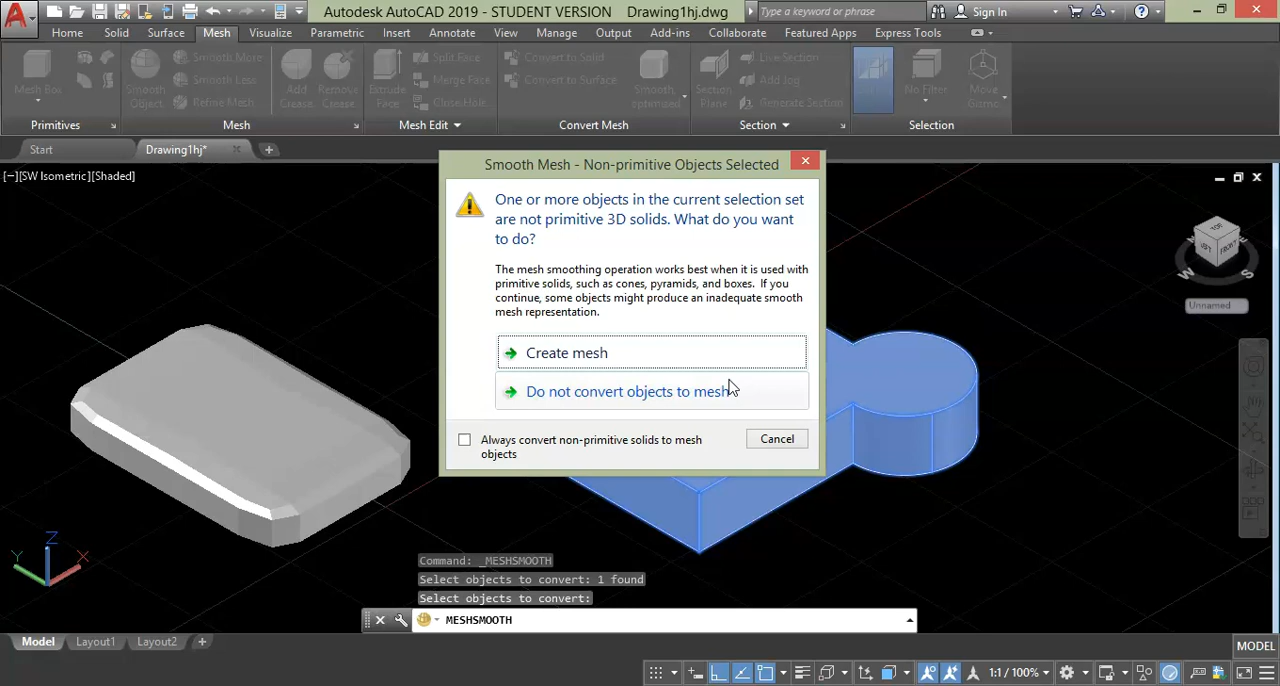 Autodesk AutoCAD 2019 - STUDENT VERSION Drawing1hj.dwg
Type a keyword or phrase
Sign In
Home Solid Surface Mesh Visualize Parametric Insert Annotate View Manage Output Add-ins Collaborate Featured Apps Express Tools
Mesh Box
Smooth Object
Smooth More
Smooth Less
Refine Mesh
Add Crease
Remove Crease
Extrude Face
Split Face
Merge Face
Close Hole
Convert to Solid
Convert to Surface
Smooth, optimized
Section Plane
Live Section
Add Jog
Generate Section
No Filter
Move Gizmo
Primitives Mesh Mesh Edit Convert Mesh Section Selection
Start Drawing1hj*
[−][SW Isometric][Shaded]
Smooth Mesh - Non-primitive Objects Selected
One or more objects in the current selection set
are not primitive 3D solids. What do you want
to do?
The mesh smoothing operation works best when it is used with
primitive solids, such as cones, pyramids, and boxes. If you
continue, some objects might produce an inadequate smooth
mesh representation.
Create mesh
Do not convert objects to mesh
Always convert non-primitive solids to mesh
objects
Cancel
TOP
LEFT
FRONT
W
S
Unnamed
Z
Y
X
Command: _MESHSMOOTH
Select objects to convert: 1 found
Select objects to convert:
MESHSMOOTH
Model Layout1 Layout2
MODEL
1:1 / 100%